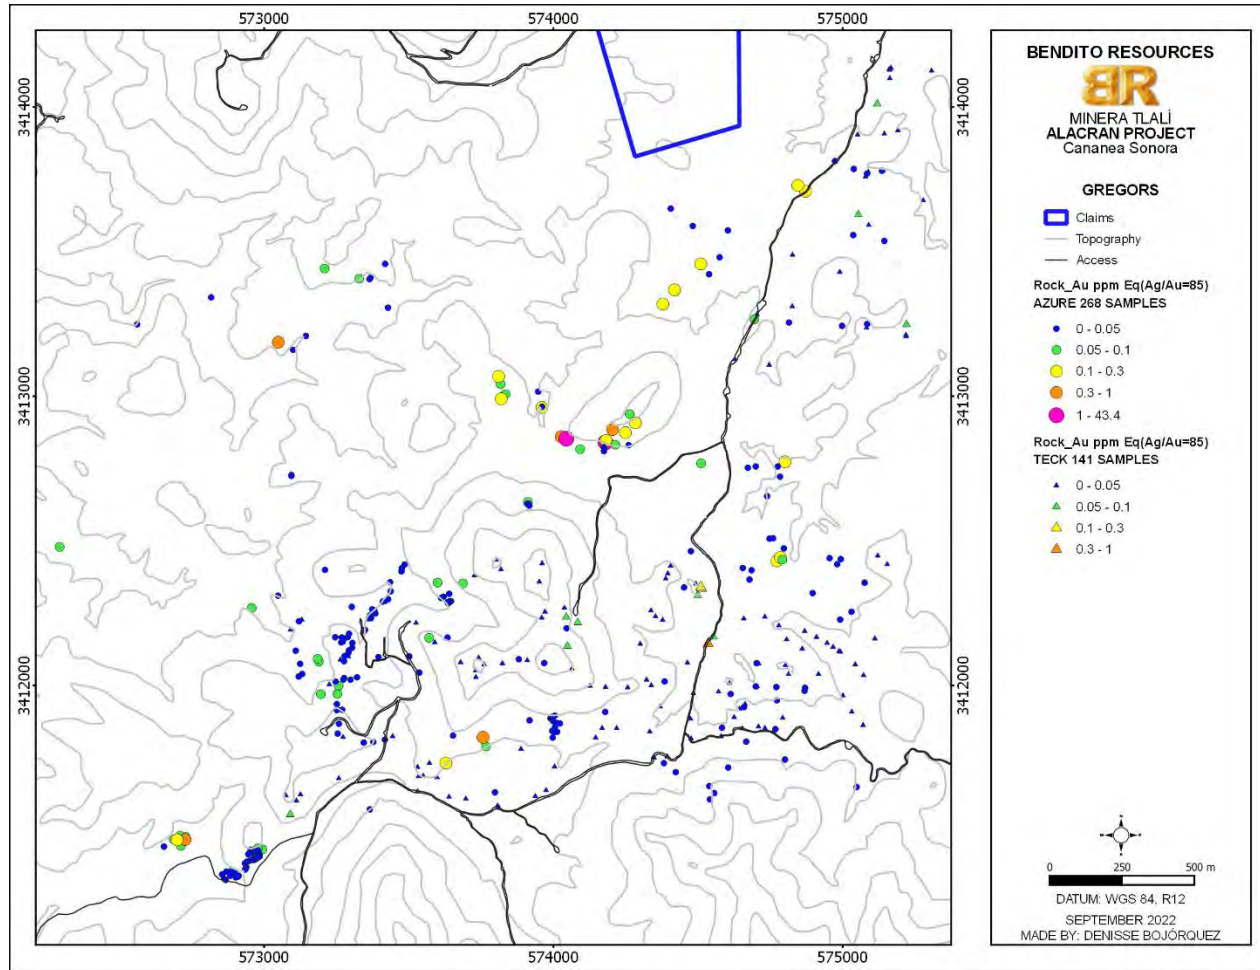 573000 574000 575000
3414000 3414000
3413000 3413000
3412000 3412000
573000 574000 575000
BENDITO RESOURCES
BR
MINERA TLALÍ
ALACRAN PROJECT
Cananea Sonora
GREGORS
Claims
Topography
Access
Rock_Au ppm Eq(Ag/Au=85)
AZURE 268 SAMPLES
0 - 0.05
0.05 - 0.1
0.1 - 0.3
0.3 - 1
1 - 43.4
Rock_Au ppm Eq(Ag/Au=85)
TECK 141 SAMPLES
0 - 0.05
0.05 - 0.1
0.1 - 0.3
0.3 - 1
0 250 500 m
DATUM: WGS 84, R12
SEPTEMBER 2022
MADE BY: DENISSE BOJÓRQUEZ